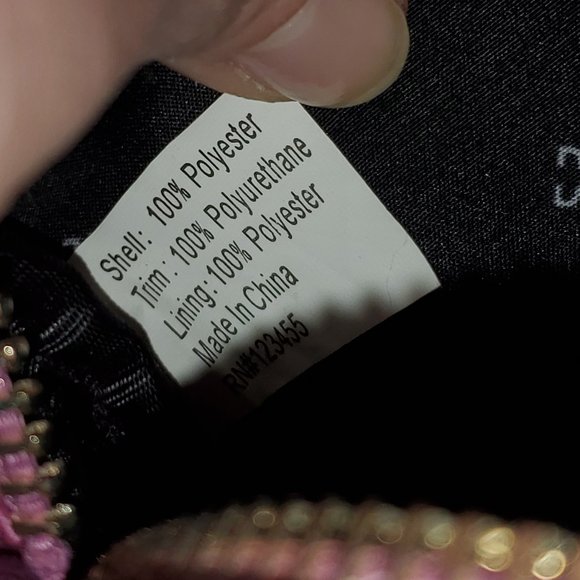 Shell: 100% Polyester
Trim: 100% Polyurethane
Lining: 100% Polyester
Made In China
RN#123455